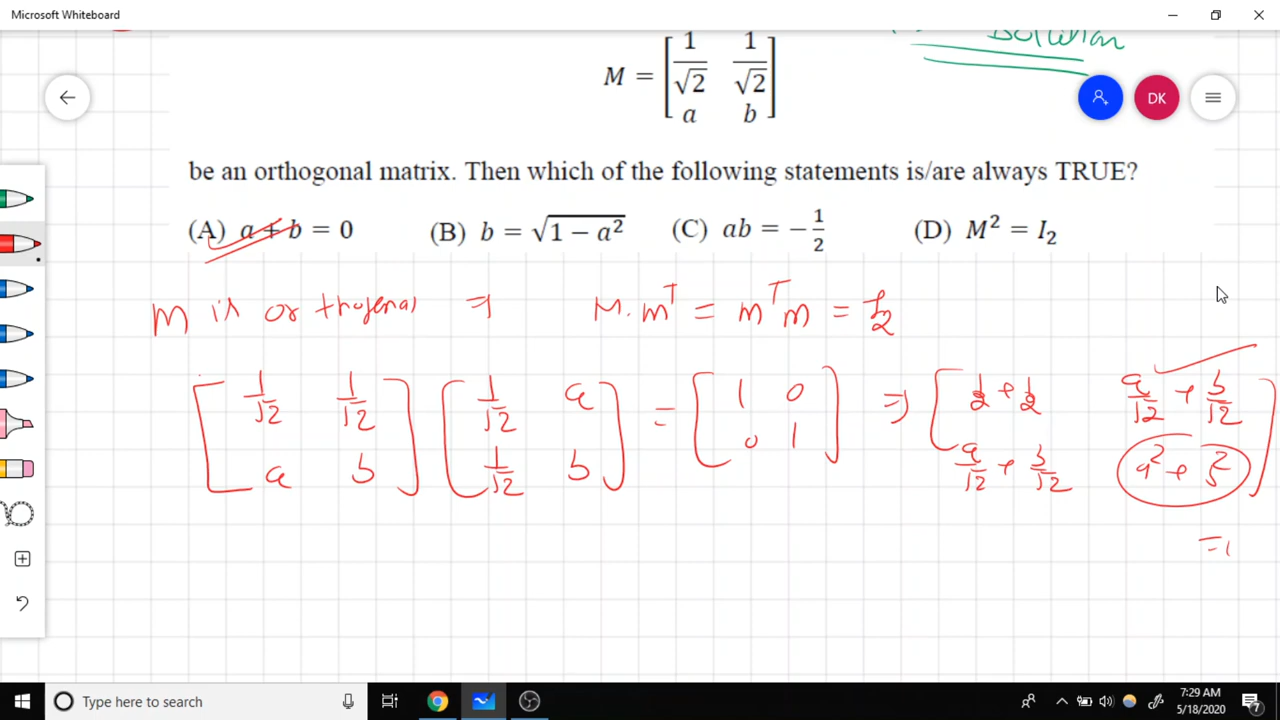 Microsoft Whiteboard
Solution
M = [ 1/√2 1/√2
a b ]
DK
be an orthogonal matrix. Then which of the following statements is/are always TRUE?
(A) a + b = 0 (B) b = √1 − a² (C) ab = − 1/2 (D) M² = I₂
M is orthogonal ⇒ M. mᵀ = mᵀ m = I₂
[ 1/√2 1/√2 ] [ 1/√2 a ] = [ 1 0 ] ⇒ [ 1/2 + 1/2 a/√2 + b/√2 ]
[ a b ] [ 1/√2 b ] [ 0 1 ] [ a/√2 + b/√2 a² + b² ]
=1
Type here to search
7:29 AM
5/18/2020
7